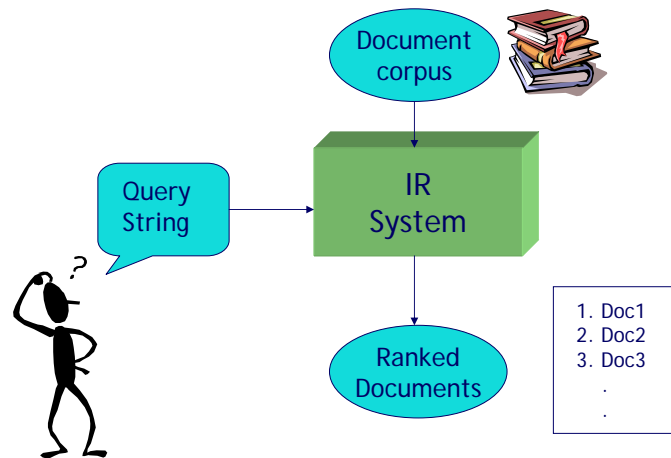 Document
corpus
IR
System
Query
String
?
Ranked
Documents
1. Doc1
2. Doc2
3. Doc3
.
.